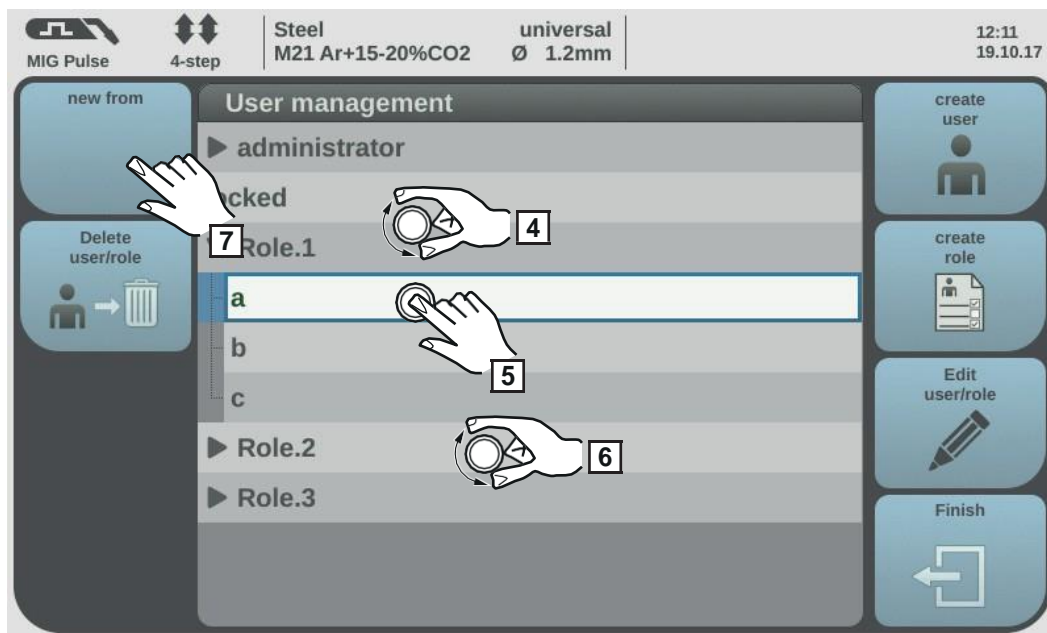 MIG Pulse
4-step
Steel universal
M21 Ar+15-20%CO2 Ø 1.2mm
12:11
19.10.17
new from
Delete
user/role
User management
administrator
ocked
Role.1
a
b
c
Role.2
Role.3
4
5
6
7
create
user
create
role
Edit
user/role
Finish